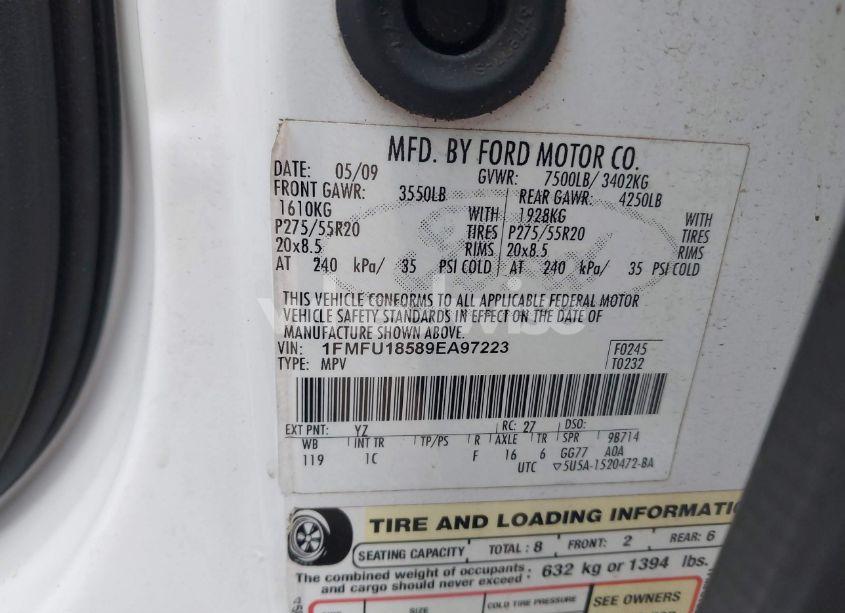 MFD. BY FORD MOTOR CO.
DATE: 05/09 GVWR: 7500LB/ 3402KG
FRONT GAWR: 3550LB REAR GAWR: 4250LB
1610KG WITH 1928KG WITH
P275/55R20 TIRES P275/55R20 TIRES
20x8.5 RIMS 20x8.5 RIMS
AT 240 kPa/ 35 PSI COLD AT 240 kPa/ 35 PSI COLD
THIS VEHICLE CONFORMS TO ALL APPLICABLE FEDERAL MOTOR
VEHICLE SAFETY STANDARDS IN EFFECT ON THE DATE OF
MANUFACTURE SHOWN ABOVE.
VIN: 1FMFU18589EA97223 F0245
TYPE: MPV T0232
EXT PNT: YZ RC: 27 DSO:
WB INT TR TP/PS R AXLE TR SPR 9B714
119 1C F 16 6 GG77 A0A
UTC ▽5U5A-1520472-BA
TIRE AND LOADING INFORMATION
SEATING CAPACITY TOTAL : 8 FRONT: 2 REAR: 6
The combined weight of occupants and cargo should never exceed : 632 kg or 1394 lbs.
SIZE COLD TIRE PRESSURE SEE OWNERS